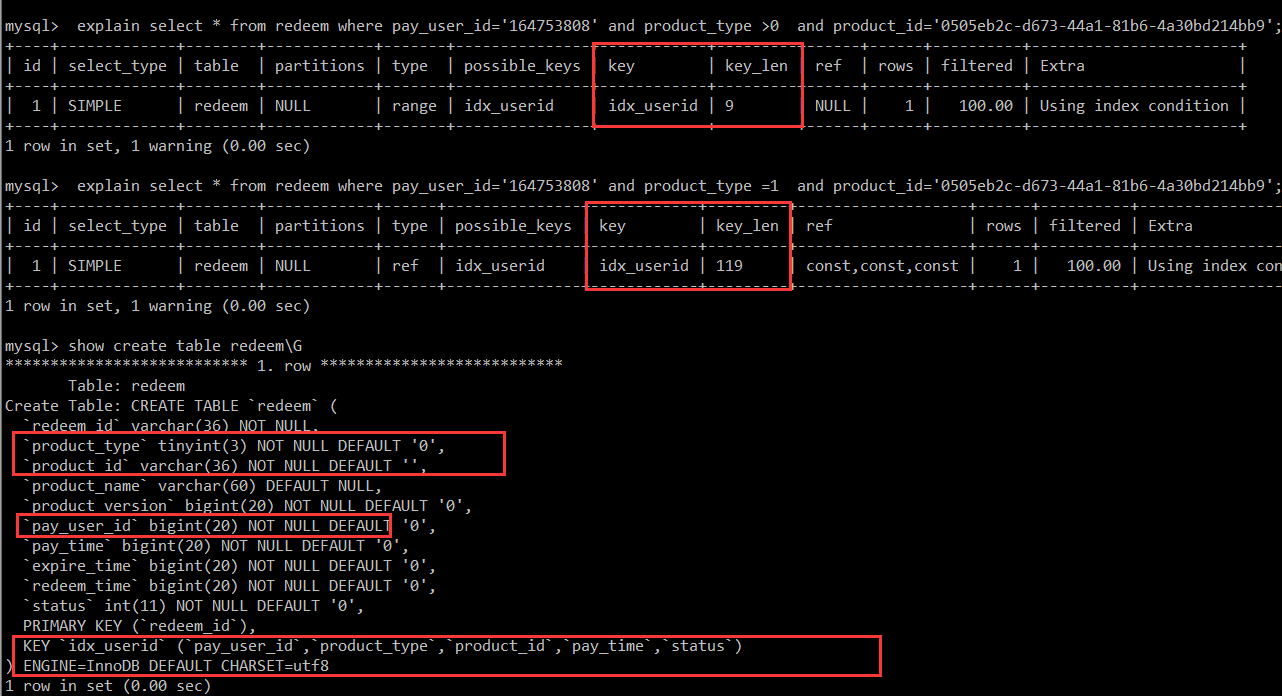 mysql>  explain select * from redeem where pay_user_id='164753808'  and product_type >0  and product_id='0505eb2c-d673-44a1-81b6-4a30bd214bb9';
+----+-------------+--------+------------+-------+---------------+------------+---------+------+------+----------+-----------------------+
| id | select_type | table  | partitions | type  | possible_keys | key        | key_len | ref  | rows | filtered | Extra                 |
+----+-------------+--------+------------+-------+---------------+------------+---------+------+------+----------+-----------------------+
|  1 | SIMPLE      | redeem | NULL       | range | idx_userid    | idx_userid | 9       | NULL |    1 |   100.00 | Using index condition |
+----+-------------+--------+------------+-------+---------------+------------+---------+------+------+----------+-----------------------+
1 row in set, 1 warning (0.00 sec)
mysql>  explain select * from redeem where pay_user_id='164753808' and product_type =1  and product_id='0505eb2c-d673-44a1-81b6-4a30bd214bb9';
+----+-------------+--------+------------+------+---------------+------------+---------+-------------------+------+----------+---------------
| id | select_type | table  | partitions | type | possible_keys | key        | key_len | ref               | rows | filtered | Extra
+----+-------------+--------+------------+------+---------------+------------+---------+-------------------+------+----------+---------------
|  1 | SIMPLE      | redeem | NULL       | ref  | idx_userid    | idx_userid | 119     | const,const,const |    1 |   100.00 | Using index con
+----+-------------+--------+------------+------+---------------+------------+---------+-------------------+------+----------+---------------
1 row in set, 1 warning (0.00 sec)
mysql> show create table redeem\G
*************************** 1. row ***************************
       Table: redeem
Create Table: CREATE TABLE `redeem` (
  `redeem_id` varchar(36) NOT NULL,
  `product_type` tinyint(3) NOT NULL DEFAULT '0',
  `product_id` varchar(36) NOT NULL DEFAULT '',
  `product_name` varchar(60) DEFAULT NULL,
  `product_version` bigint(20) NOT NULL DEFAULT '0',
  `pay_user_id` bigint(20) NOT NULL DEFAULT '0',
  `pay_time` bigint(20) NOT NULL DEFAULT '0',
  `expire_time` bigint(20) NOT NULL DEFAULT '0',
  `redeem_time` bigint(20) NOT NULL DEFAULT '0',
  `status` int(11) NOT NULL DEFAULT '0',
  PRIMARY KEY (`redeem_id`),
  KEY `idx_userid` (`pay_user_id`,`product_type`,`product_id`,`pay_time`,`status`)
) ENGINE=InnoDB DEFAULT CHARSET=utf8
1 row in set (0.00 sec)